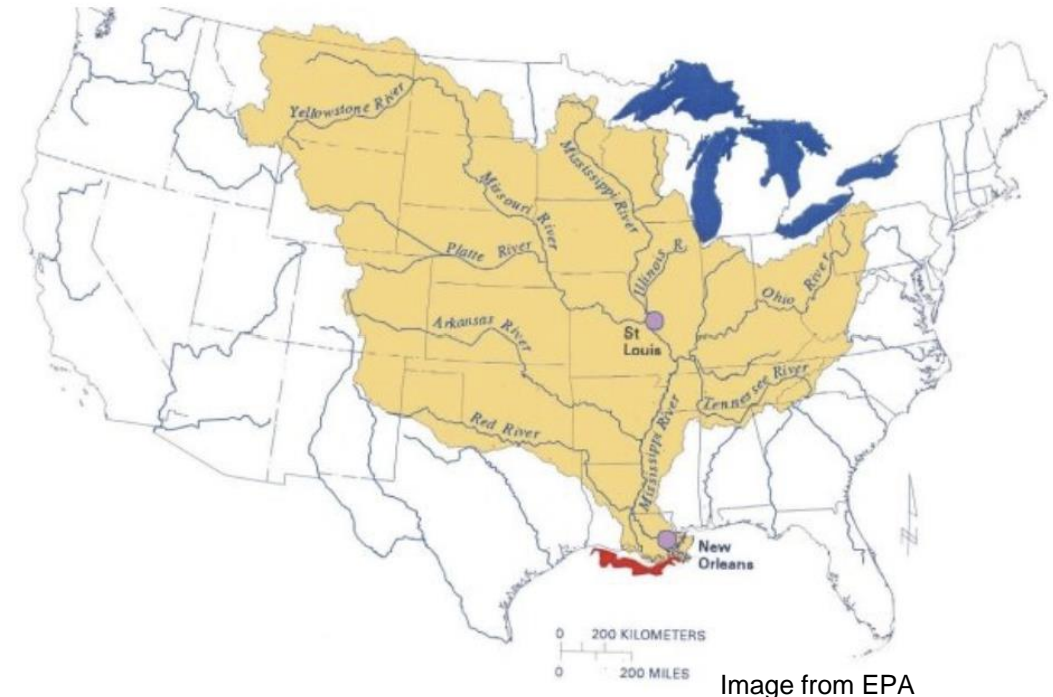 Yellowstone River
Mississippi River
Missouri River
Platte River
Illinois R.
Ohio River
St
Louis
Arkansas River
Tennessee River
Red River
Mississippi River
New
Orleans
0 200 KILOMETERS
0 200 MILES
Image from EPA